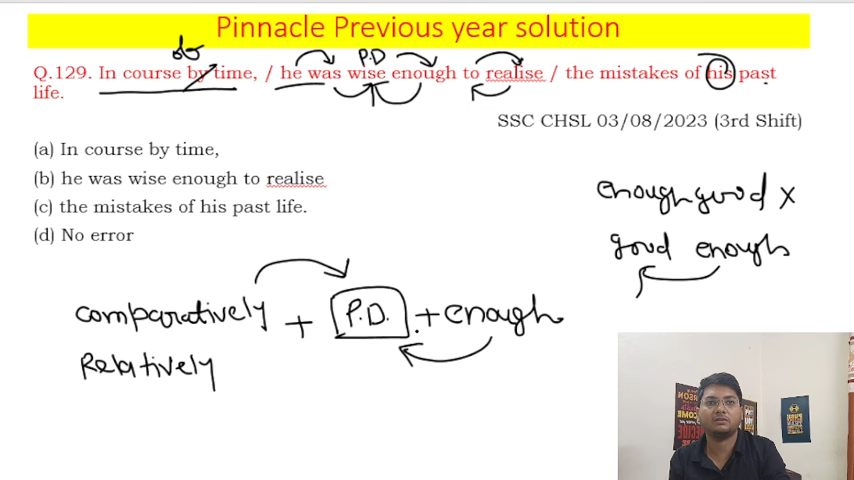 Pinnacle Previous year solution
of
P.D
Q.129. In course by time, / he was wise enough to realise / the mistakes of his past
life.
SSC CHSL 03/08/2023 (3rd Shift)
(a) In course by time,
(b) he was wise enough to realise
(c) the mistakes of his past life.
(d) No error
enough good x
good enough
comparatively + P.D. + enough
Relatively